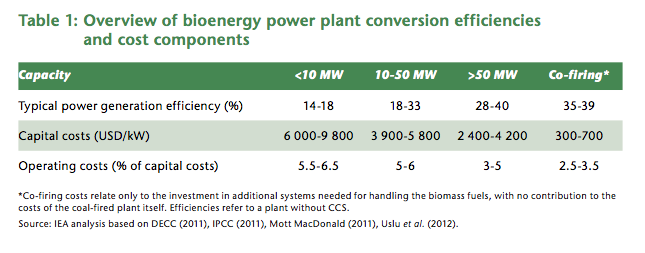 Table 1: Overview of bioenergy power plant conversion efficiencies
and cost components
Capacity <10 MW 10-50 MW >50 MW Co-firing*
Typical power generation efficiency (%) 14-18 18-33 28-40 35-39
Capital costs (USD/kW) 6 000-9 800 3 900-5 800 2 400-4 200 300-700
Operating costs (% of capital costs) 5.5-6.5 5-6 3-5 2.5-3.5
*Co-firing costs relate only to the investment in additional systems needed for handling the biomass fuels, with no contribution to the
costs of the coal-fired plant itself. Efficiencies refer to a plant without CCS.
Source: IEA analysis based on DECC (2011), IPCC (2011), Mott MacDonald (2011), Uslu et al. (2012).